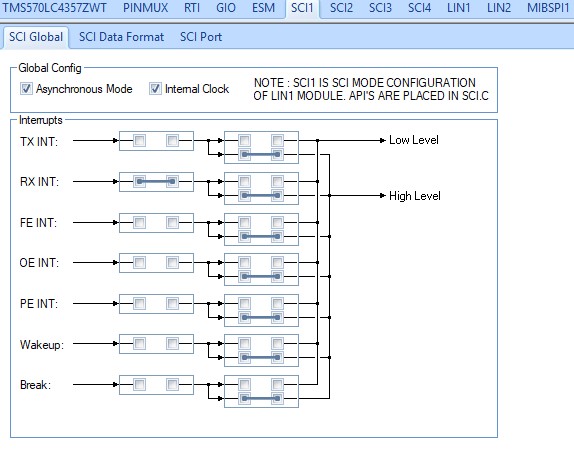 TMS570LC4357ZWT PINMUX RTI GIO ESM SCI1 SCI2 SCI3 SCI4 LIN1 LIN2 MIBSPI1
SCI Global SCI Data Format SCI Port
Global Config
Asynchronous Mode Internal Clock NOTE : SCI1 IS SCI MODE CONFIGURATION
OF LIN1 MODULE. API'S ARE PLACED IN SCI.C
Interrupts
TX INT: Low Level
RX INT: High Level
FE INT:
OE INT:
PE INT:
Wakeup:
Break: